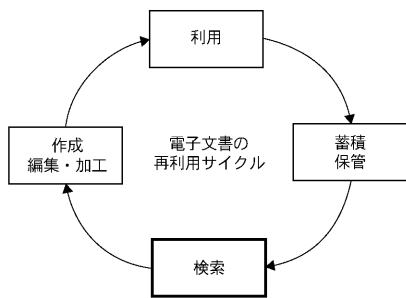 利用
作成
編集・加工
電子文書の
再利用サイクル
蓄積
保管
検索